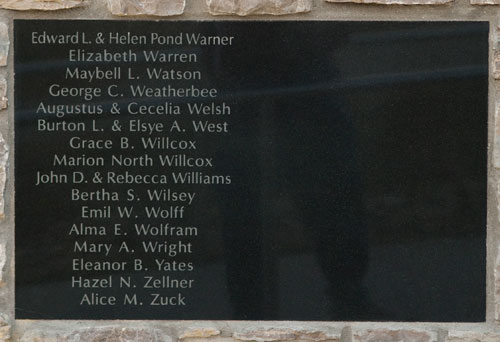 Edward L. & Helen Pond Warner
Elizabeth Warren
Maybell L. Watson
George C. Weatherbee
Augustus & Cecelia Welsh
Burton L. & Elsye A. West
Grace B. Willcox
Marion North Willcox
John D. & Rebecca Williams
Bertha S. Wilsey
Emil W. Wolff
Alma E. Wolfram
Mary A. Wright
Eleanor B. Yates
Hazel N. Zellner
Alice M. Zuck